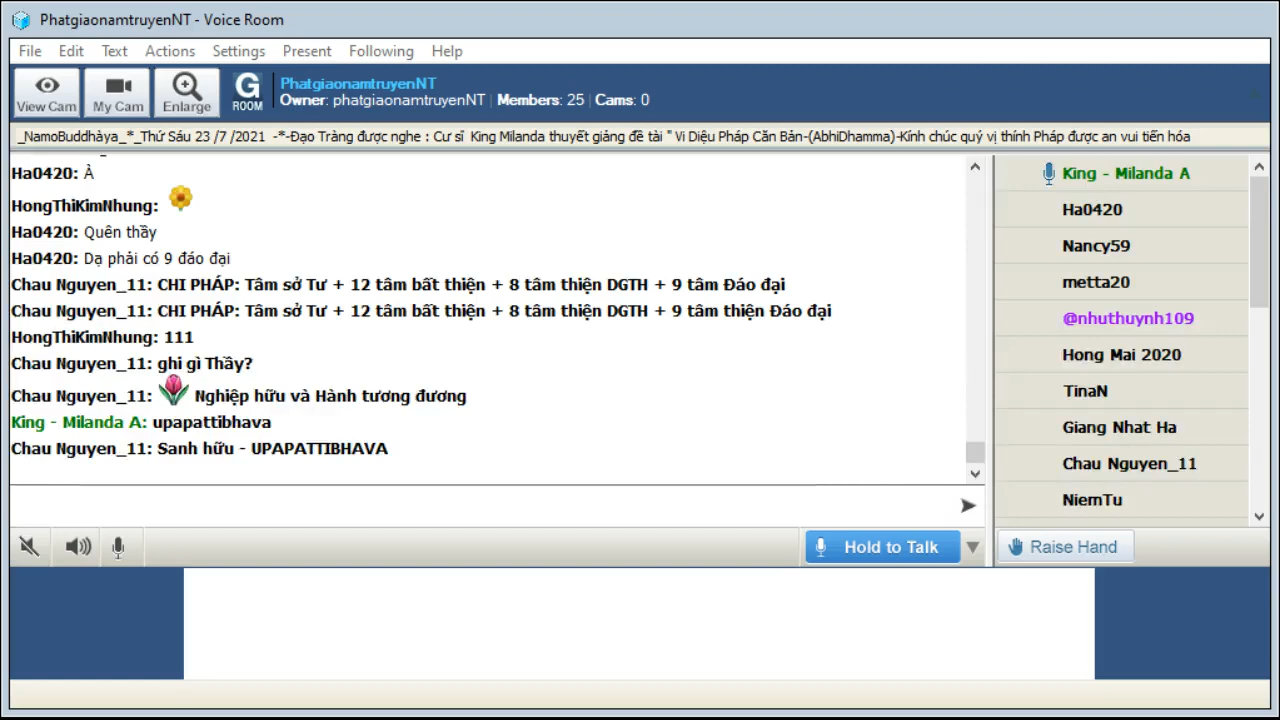 PhatgiaonamtruyenNT - Voice Room
File Edit Text Actions Settings Present Following Help
View Cam
My Cam
Enlarge
G
ROOM
PhatgiaonamtruyenNT
Owner: phatgiaonamtruyenNT | Members: 25 | Cams: 0
_NamoBuddhàya_*_Thứ Sáu 23 /7 /2021 -*-Đạo Tràng được nghe : Cư sĩ King Milanda thuyết giảng đề tài " Vi Diệu Pháp Căn Bản-(AbhiDhamma)-Kính chúc quý vị thính Pháp được an vui tiến hóa
Ha0420: À
HongThiKimNhung:
Ha0420: Quên thầy
Ha0420: Dạ phải có 9 đáo đại
Chau Nguyen_11: CHI PHÁP: Tâm sở Tư + 12 tâm bất thiện + 8 tâm thiện DGTH + 9 tâm Đáo đại
Chau Nguyen_11: CHI PHÁP: Tâm sở Tư + 12 tâm bất thiện + 8 tâm thiện DGTH + 9 tâm thiện Đáo đại
HongThiKimNhung: 111
Chau Nguyen_11: ghi gì Thầy?
Chau Nguyen_11: Nghiệp hữu và Hành tương đương
King - Milanda A: upapattibhava
Chau Nguyen_11: Sanh hữu - UPAPATTIBHAVA
King - Milanda A
Ha0420
Nancy59
metta20
@nhuthuynh109
Hong Mai 2020
TinaN
Giang Nhat Ha
Chau Nguyen_11
NiemTu
Hold to Talk
Raise Hand